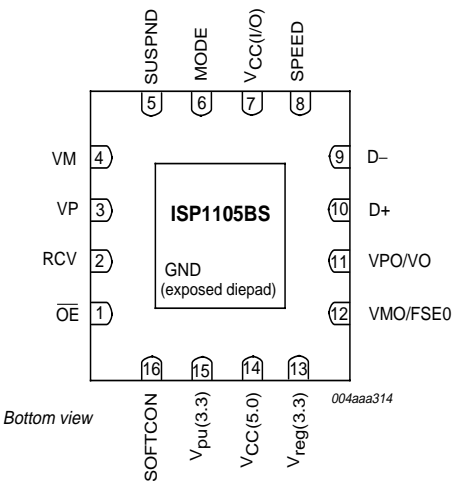 SUSPND
MODE
VCC(I/O)
SPEED
5
6
7
8
VM
4
9
D−
VP
3
ISP1105BS
10
D+
RCV
2
GND
(exposed diepad)
11
VPO/VO
OE
1
12
VMO/FSE0
16
15
14
13
004aaa314
Bottom view
SOFTCON
Vpu(3.3)
VCC(5.0)
Vreg(3.3)